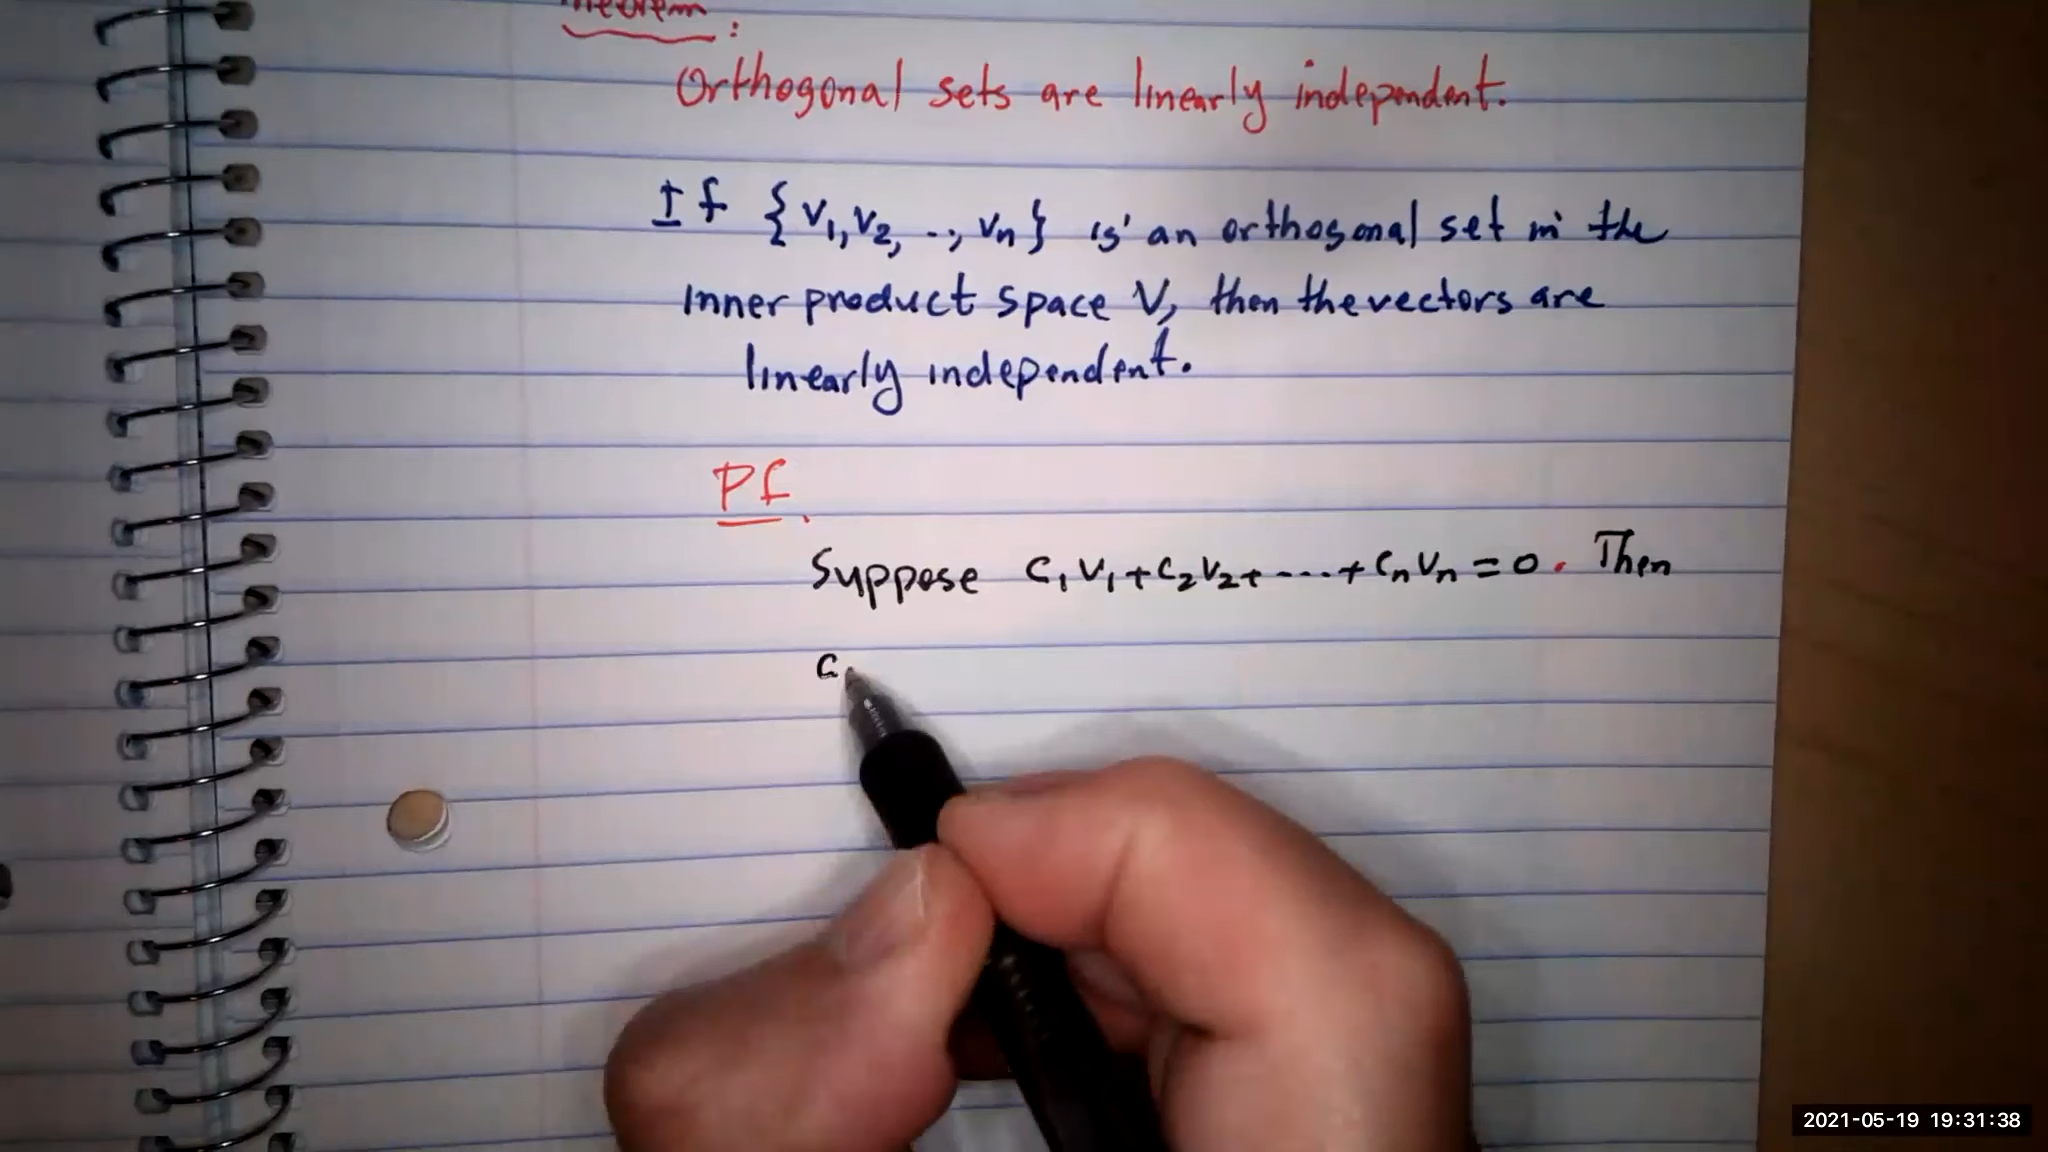 Theorem:
Orthogonal sets are linearly independent.
If {v₁, v₂, .., vₙ} is an orthogonal set in the
inner product space V, then the vectors are
linearly independent.
Pf.
Suppose c₁v₁+c₂v₂+....+cₙvₙ=0. Then
c
2021-05-19 19:31:38